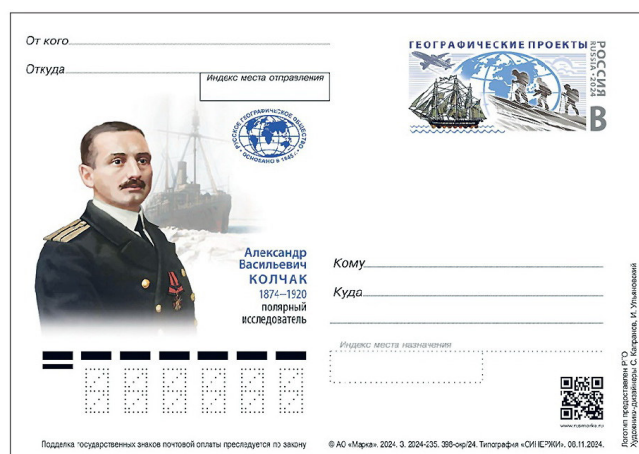 От кого
Откуда
Индекс места отправления
ГЕОГРАФИЧЕСКИЕ ПРОЕКТЫ
РОССИЯ
RUSSIA • 2024
В
РУССКОЕ ГЕОГРАФИЧЕСКОЕ ОБЩЕСТВО
• ОСНОВАНО В 1845 Г. •
Александр
Васильевич
КОЛЧАК
1874–1920
полярный
исследователь
Кому
Куда
Индекс места назначения
www.rusmarka.ru
Логотип предоставлен РГО
Художники-дизайнеры С. Капранов, И. Ульяновский
Подделка государственных знаков почтовой оплаты преследуется по закону
© АО «Марка». 2024. З. 2024-235. 398-окр/24. Типография «СИНЕРЖИ». 08.11.2024.